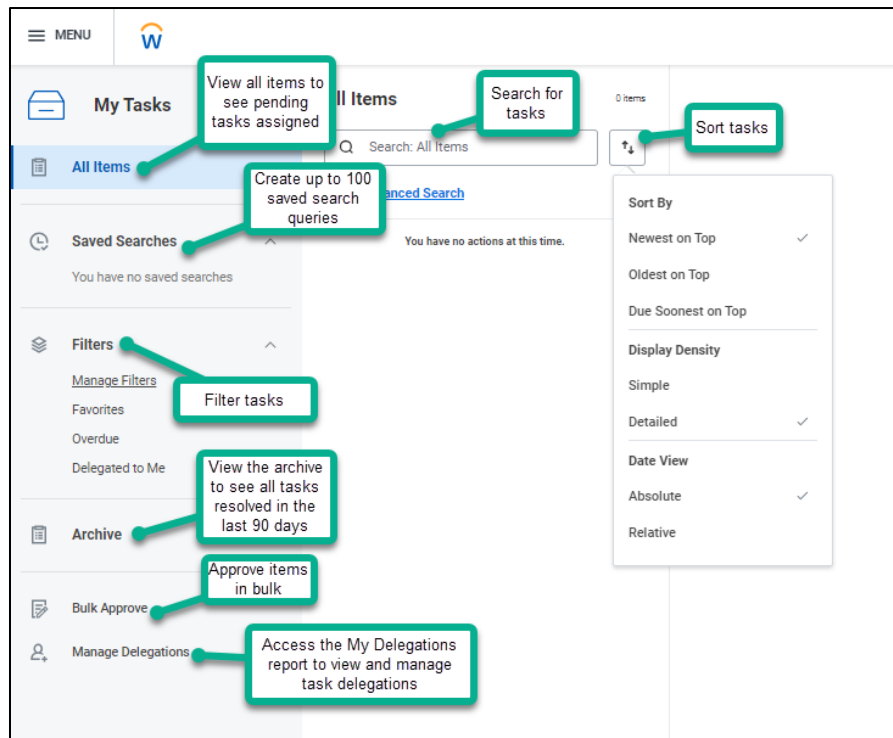 MENU
W
My Tasks
View all items to
see pending
tasks assigned
ll Items
Search for
tasks
0 items
Sort tasks
Search: All Items
All Items
Create up to 100
saved search
queries
anced Search
Saved Searches
You have no saved searches
You have no actions at this time.
Sort By
Newest on Top
Oldest on Top
Due Soonest on Top
Display Density
Simple
Detailed
Date View
Absolute
Relative
Filters
Manage Filters
Filter tasks
Favorites
Overdue
Delegated to Me
View the archive
to see all tasks
resolved in the
last 90 days
Archive
Approve items
in bulk
Bulk Approve
Manage Delegations
Access the My Delegations
report to view and manage
task delegations